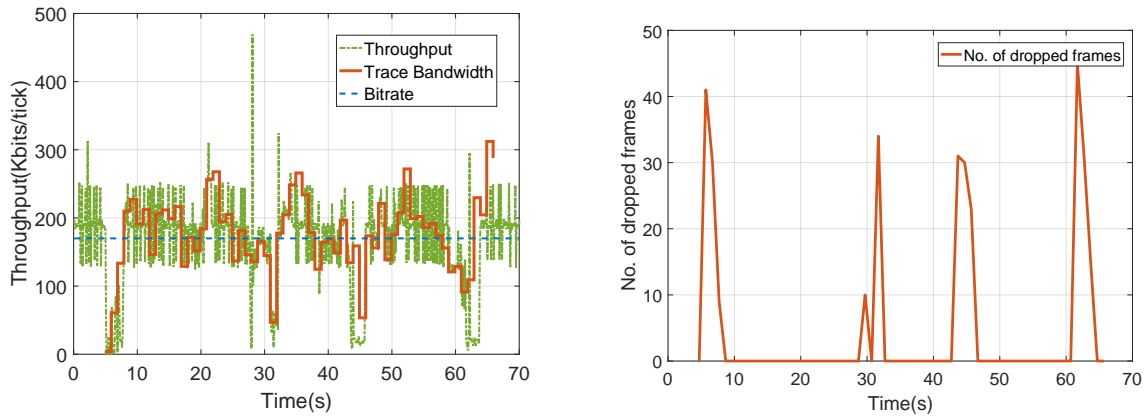 500
400
300
200
100
0
Throughput(Kbits/tick)
Throughput
Trace Bandwidth
Bitrate
0 10 20 30 40 50 60 70
Time(s)
50
40
30
20
10
0
No. of dropped frames
No. of dropped frames
0 10 20 30 40 50 60 70
Time(s)